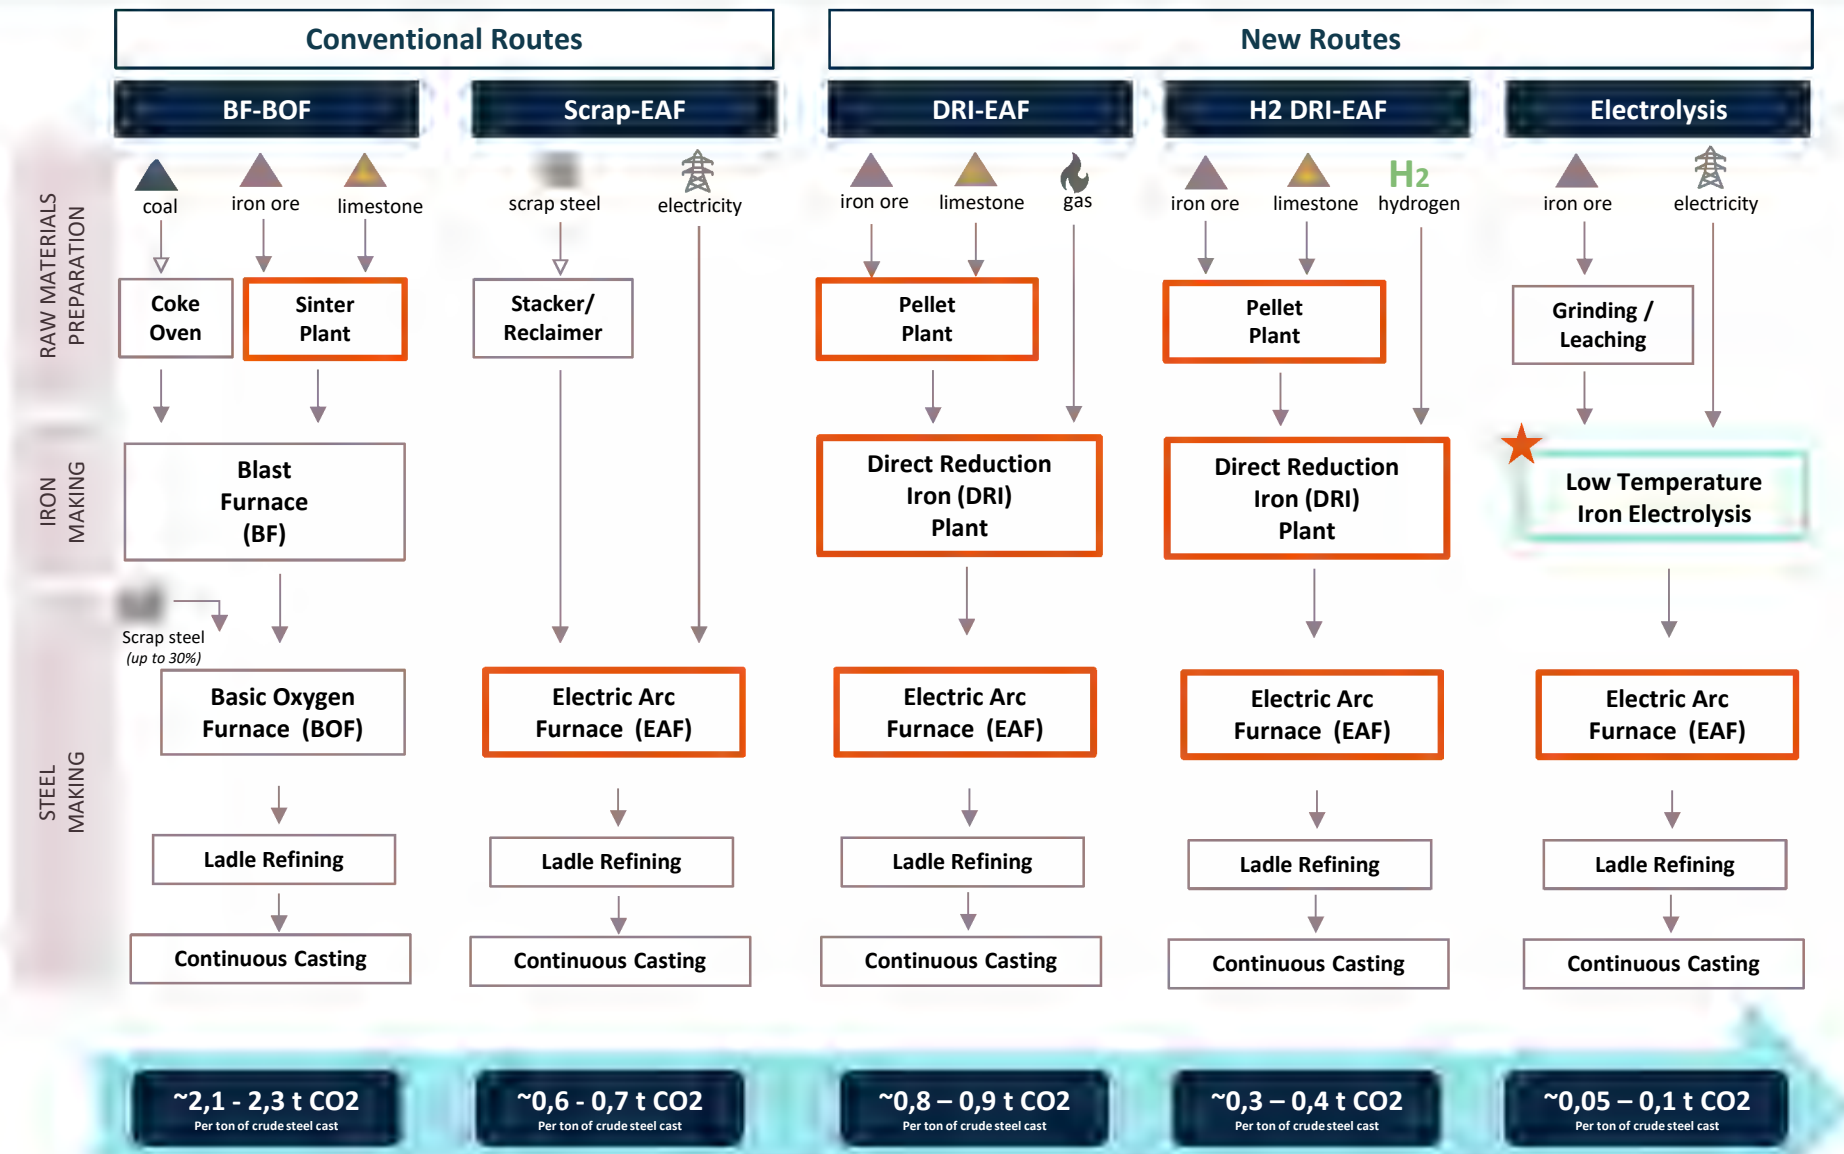 Conventional Routes
New Routes
BF-BOF
Scrap-EAF
DRI-EAF
H2 DRI-EAF
Electrolysis
RAW MATERIALS
PREPARATION
coal
iron ore
limestone
scrap steel
electricity
iron ore
limestone
gas
iron ore
limestone
H2
hydrogen
iron ore
electricity
Coke
Oven
Sinter
Plant
Stacker/
Reclaimer
Pellet
Plant
Pellet
Plant
Grinding /
Leaching
IRON
MAKING
Blast
Furnace
(BF)
Direct Reduction
Iron (DRI)
Plant
Direct Reduction
Iron (DRI)
Plant
Low Temperature
Iron Electrolysis
STEEL
MAKING
Scrap steel
(up to 30%)
Basic Oxygen
Furnace (BOF)
Electric Arc
Furnace (EAF)
Electric Arc
Furnace (EAF)
Electric Arc
Furnace (EAF)
Electric Arc
Furnace (EAF)
Ladle Refining
Ladle Refining
Ladle Refining
Ladle Refining
Ladle Refining
Continuous Casting
Continuous Casting
Continuous Casting
Continuous Casting
Continuous Casting
~2,1 - 2,3 t CO2
Per ton of crude steel cast
~0,6 - 0,7 t CO2
Per ton of crude steel cast
~0,8 – 0,9 t CO2
Per ton of crude steel cast
~0,3 – 0,4 t CO2
Per ton of crude steel cast
~0,05 – 0,1 t CO2
Per ton of crude steel cast